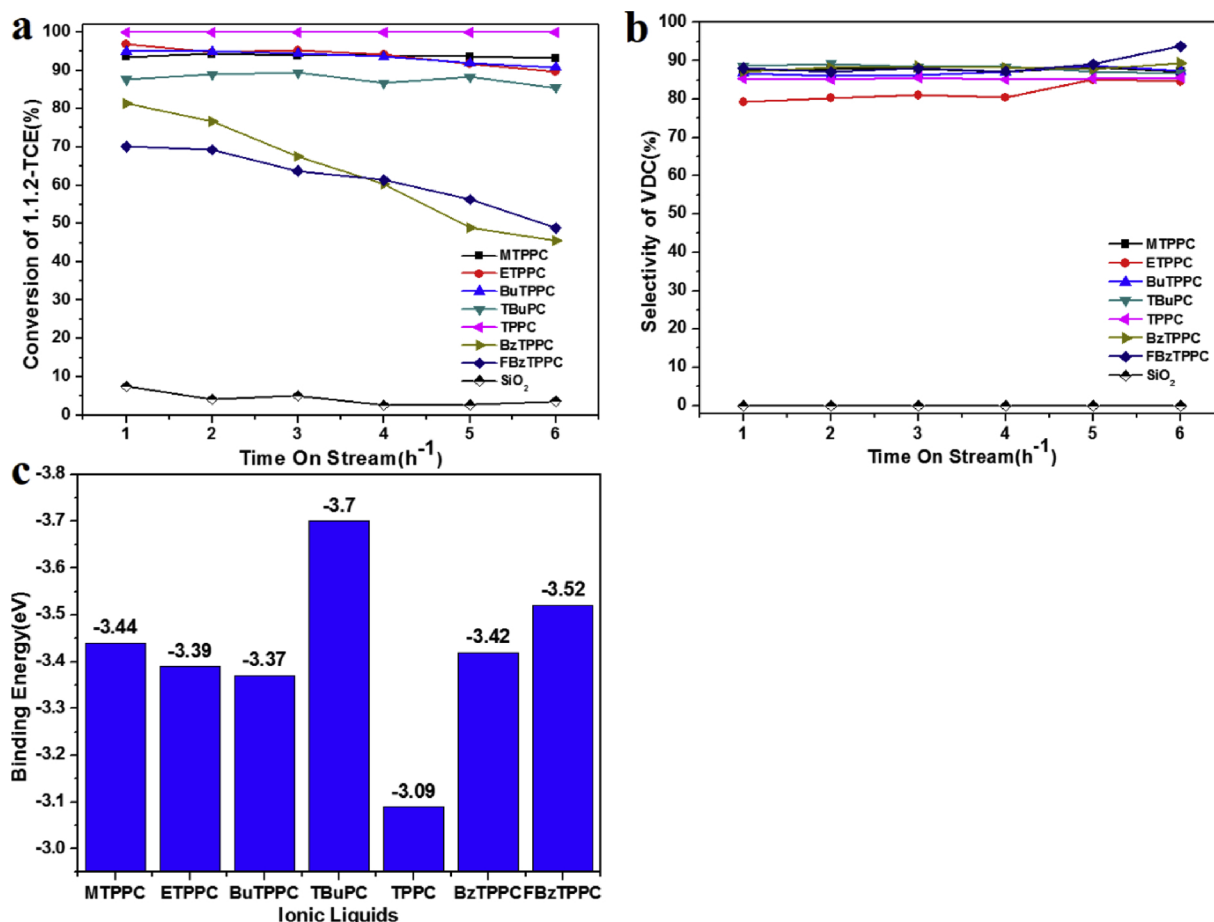 a
Conversion of 1.1.2-TCE(%)
100
90
80
70
60
50
40
30
20
10
0
MTPPC
ETPPC
BuTPPC
TBuPC
TPPC
BzTPPC
FBzTPPC
SiO2
1 2 3 4 5 6
Time On Stream(h-1)
b
Selectivity of VDC(%)
100
90
80
70
60
50
40
30
20
10
0
MTPPC
ETPPC
BuTPPC
TBuPC
TPPC
BzTPPC
FBzTPPC
SiO2
1 2 3 4 5 6
Time On Stream(h-1)
c
Binding Energy(eV)
-3.8
-3.7
-3.6
-3.5
-3.4
-3.3
-3.2
-3.1
-3.0
-3.44
-3.39
-3.37
-3.7
-3.09
-3.42
-3.52
MTPPC ETPPC BuTPPC TBuPC TPPC BzTPPC FBzTPPC
Ionic Liquids